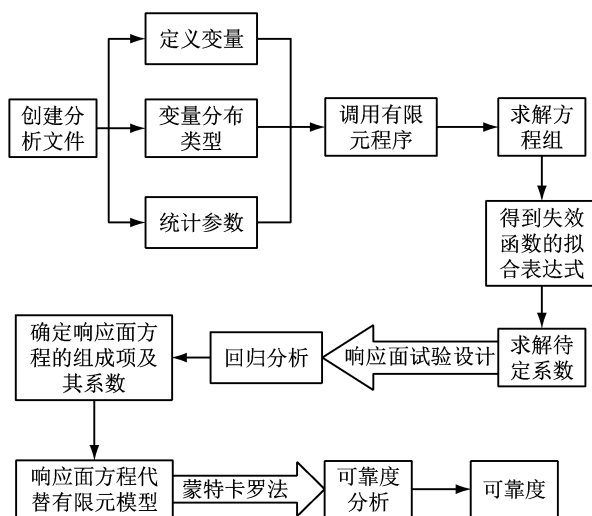 定义变量
创建分
析文件
变量分布
类型
统计参数
调用有限
元程序
求解方
程组
得到失效
函数的拟
合表达式
求解待
定系数
响应面试验设计
回归分析
确定响应面方
程的组成项及
其系数
响应面方程代
替有限元模型
蒙特卡罗法
可靠度
分析
可靠度